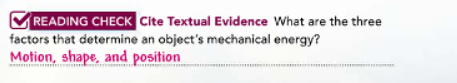 READING CHECK Cite Textual Evidence What are the three
factors that determine an object's mechanical energy?
Motion, shape, and position